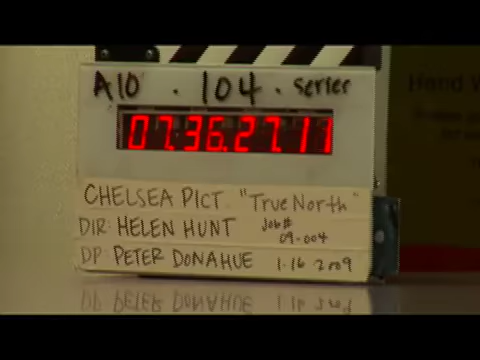 A10 . 104 . series
07.36.27.11
CHELSEA PICT. "True North"
DIR: HELEN HUNT Job# 09-004
DP: PETER DONAHUE 1.16 2009